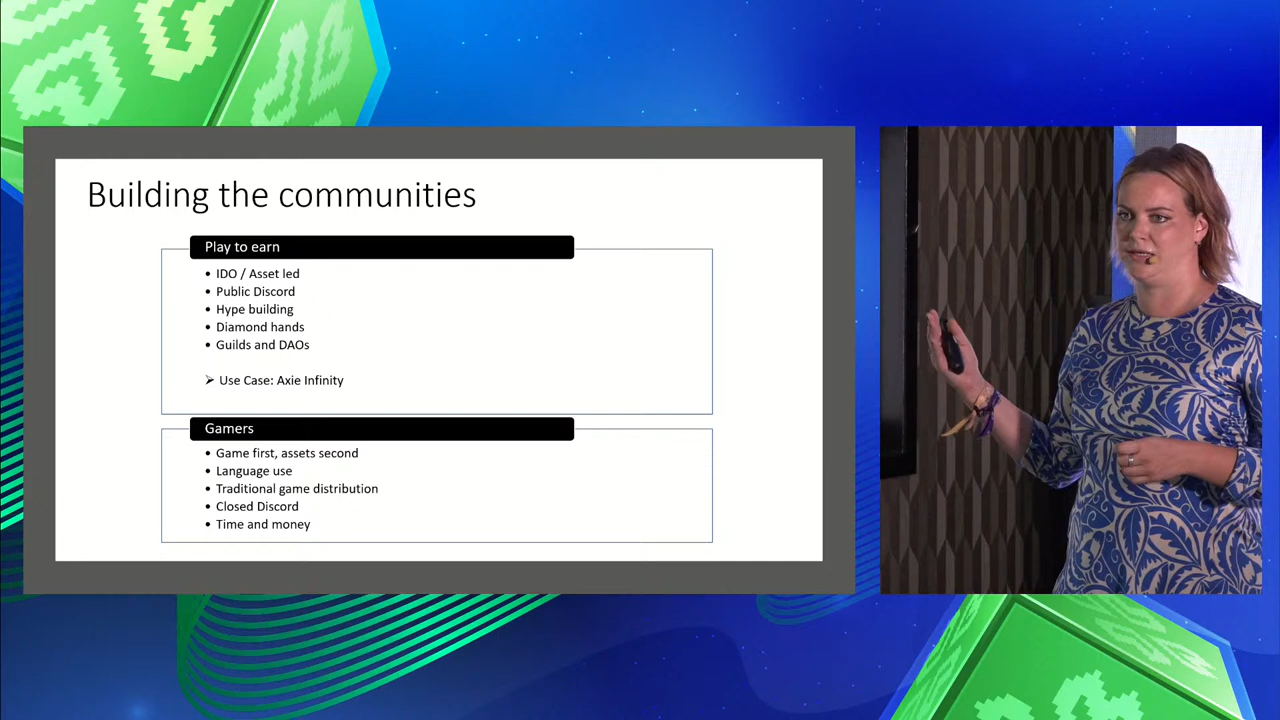 Building the communities
Play to earn
• IDO / Asset led
• Public Discord
• Hype building
• Diamond hands
• Guilds and DAOs
➢ Use Case: Axie Infinity
Gamers
• Game first, assets second
• Language use
• Traditional game distribution
• Closed Discord
• Time and money